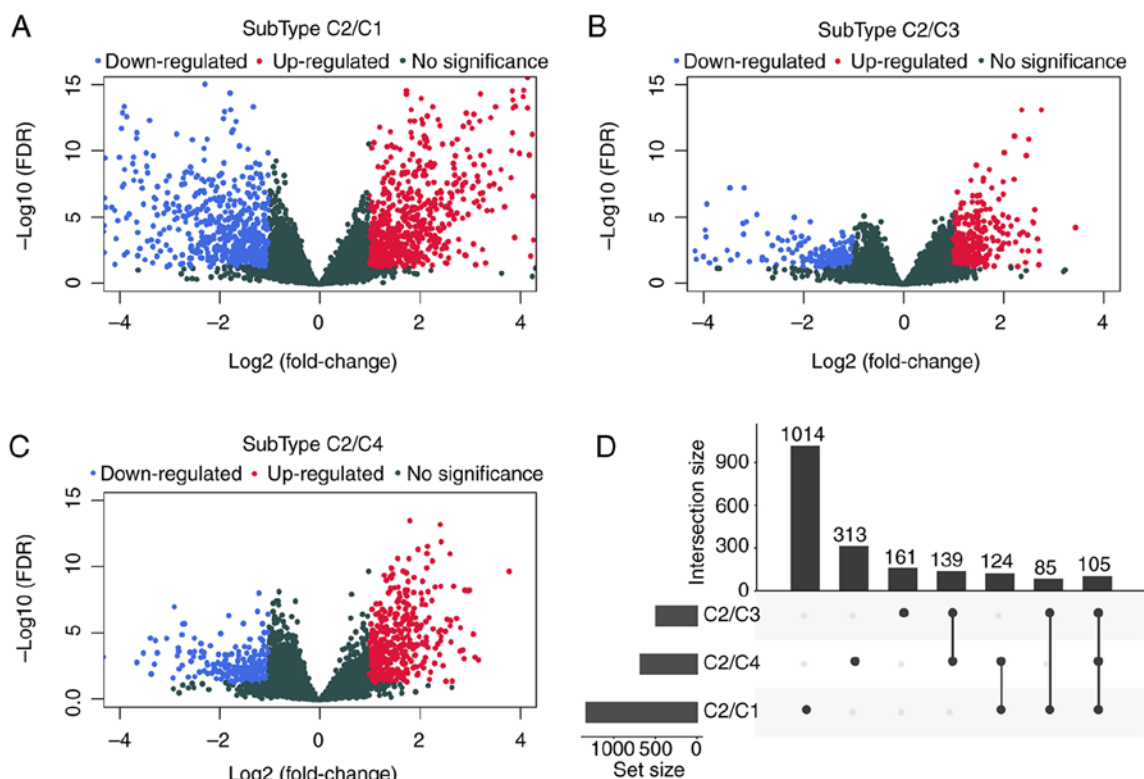 A
SubType C2/C1
Down-regulated Up-regulated No significance
15
10
5
0
−Log10 (FDR)
−4 −2 0 2 4
Log2 (fold-change)
B
SubType C2/C3
Down-regulated Up-regulated No significance
15
10
5
0
−Log10 (FDR)
−4 −2 0 2 4
Log2 (fold-change)
C
SubType C2/C4
Down-regulated Up-regulated No significance
15
10
5
0.0
−Log10 (FDR)
−4 −2 0 2 4
Log2 (fold-change)
D
1014
313
161
139
124
85
105
900
600
300
0
Intersection size
C2/C3
C2/C4
C2/C1
1000 500 0
Set size